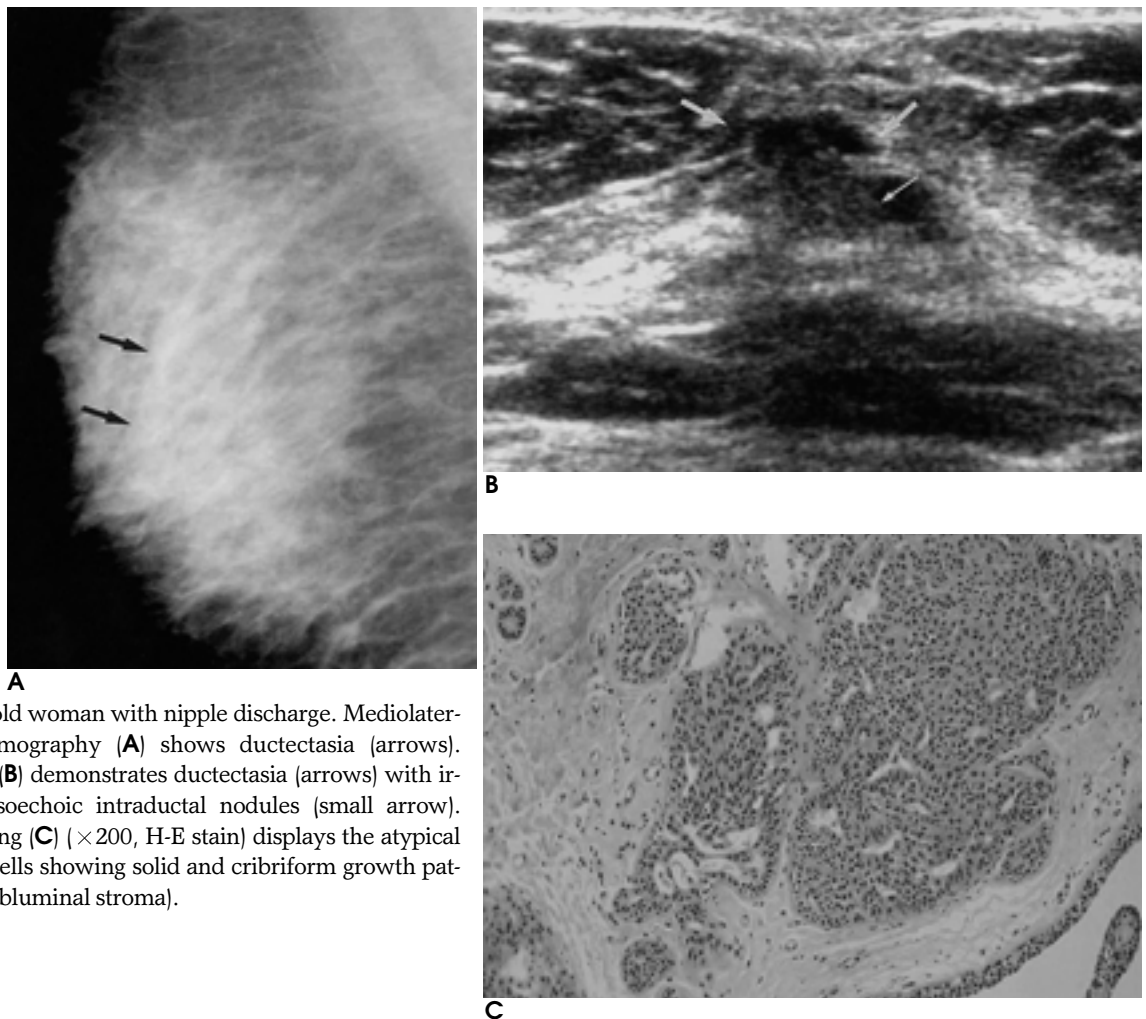 A
B
old woman with nipple discharge. Mediolater-
mography (A) shows ductectasia (arrows).
(B) demonstrates ductectasia (arrows) with ir-
soechoic intraductal nodules (small arrow).
ng (C) (×200, H-E stain) displays the atypical
ells showing solid and cribriform growth pat-
bluminal stroma).
C